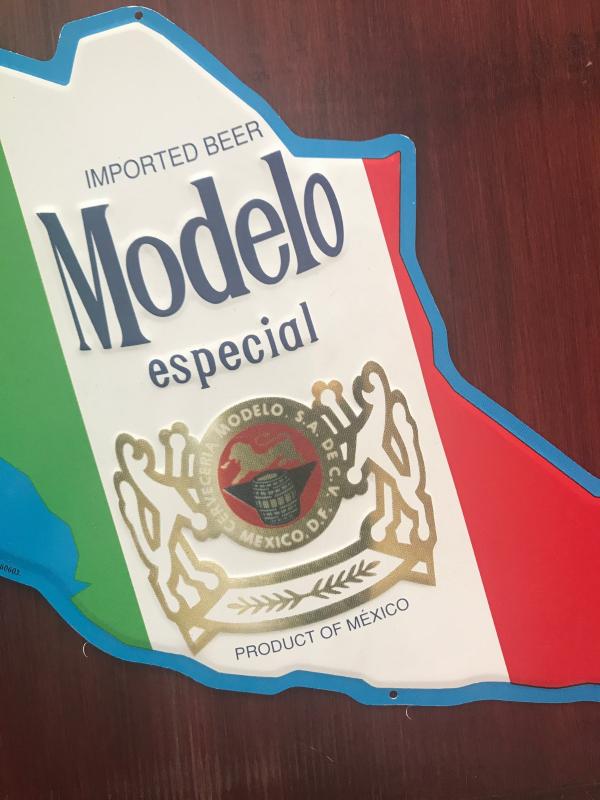 IMPORTED BEER
Modelo
especial
CERVECERIA MODELO, S.A. DE C.V.
MEXICO, D.F.
PRODUCT OF MÉXICO